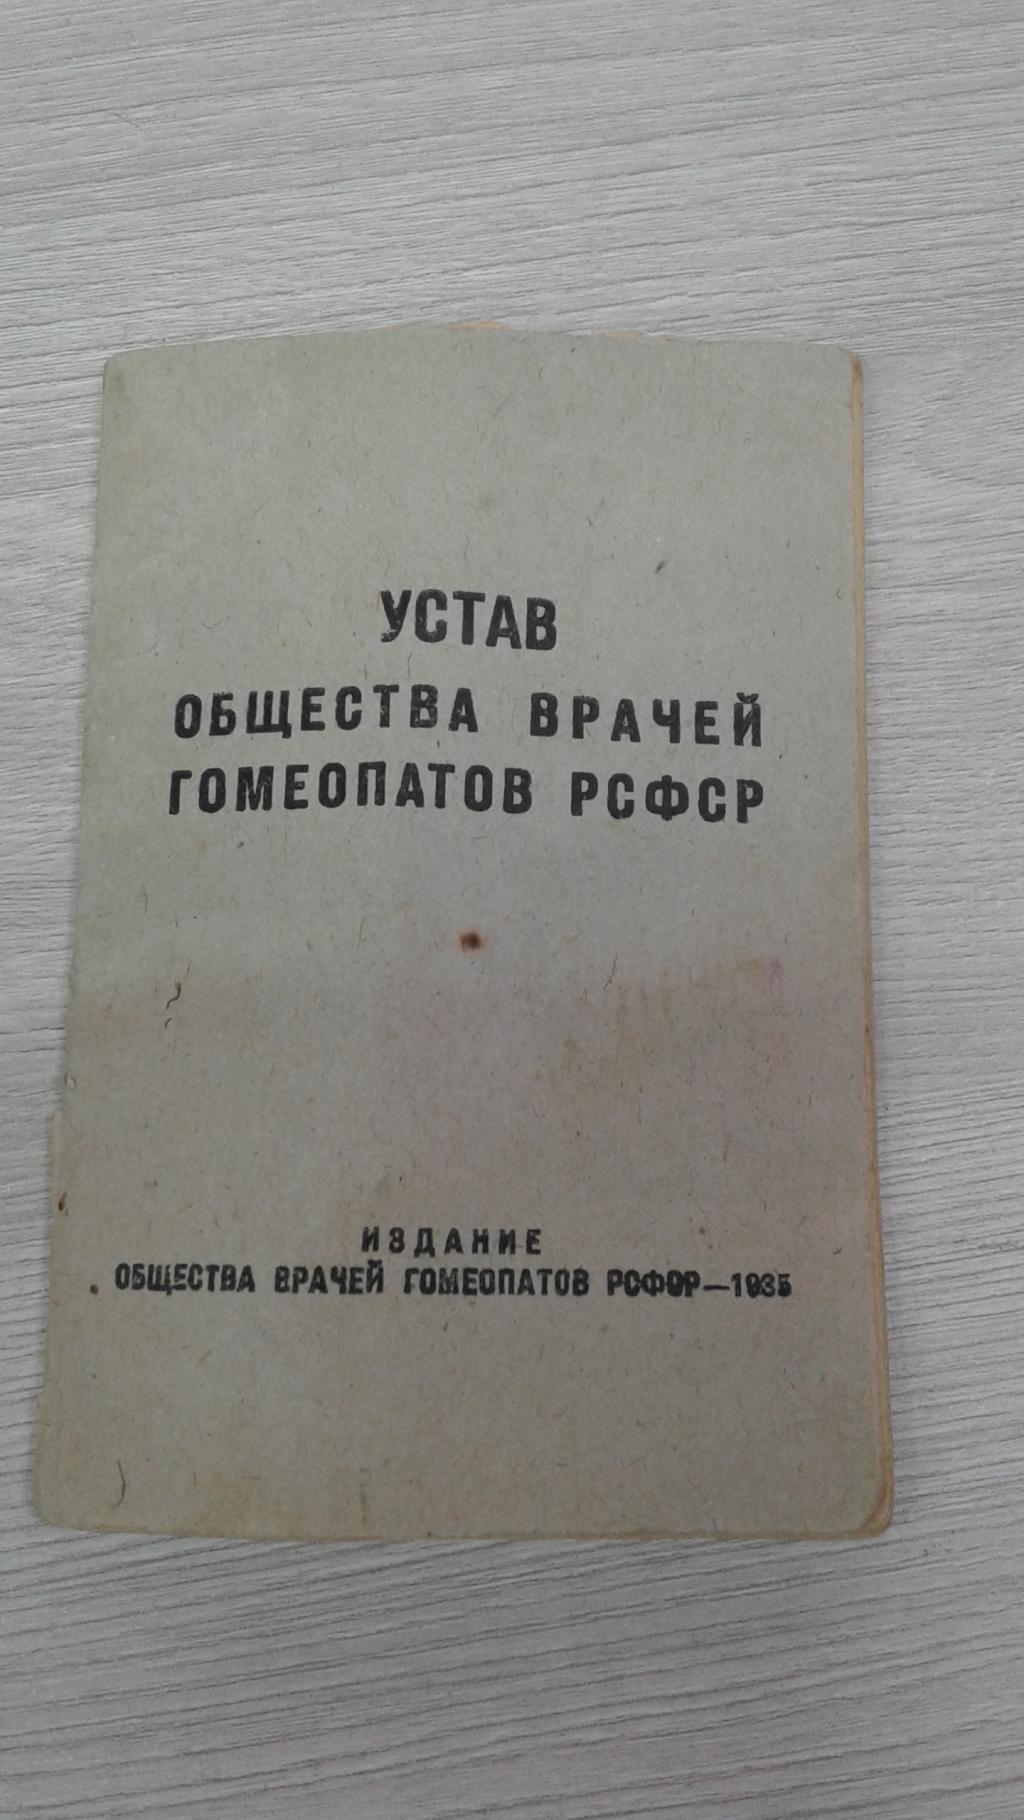 УСТАВ
ОБЩЕСТВА ВРАЧЕЙ
ГОМЕОПАТОВ РСФСР
ИЗДАНИЕ
ОБЩЕСТВА ВРАЧЕЙ ГОМЕОПАТОВ РСФСР—1935